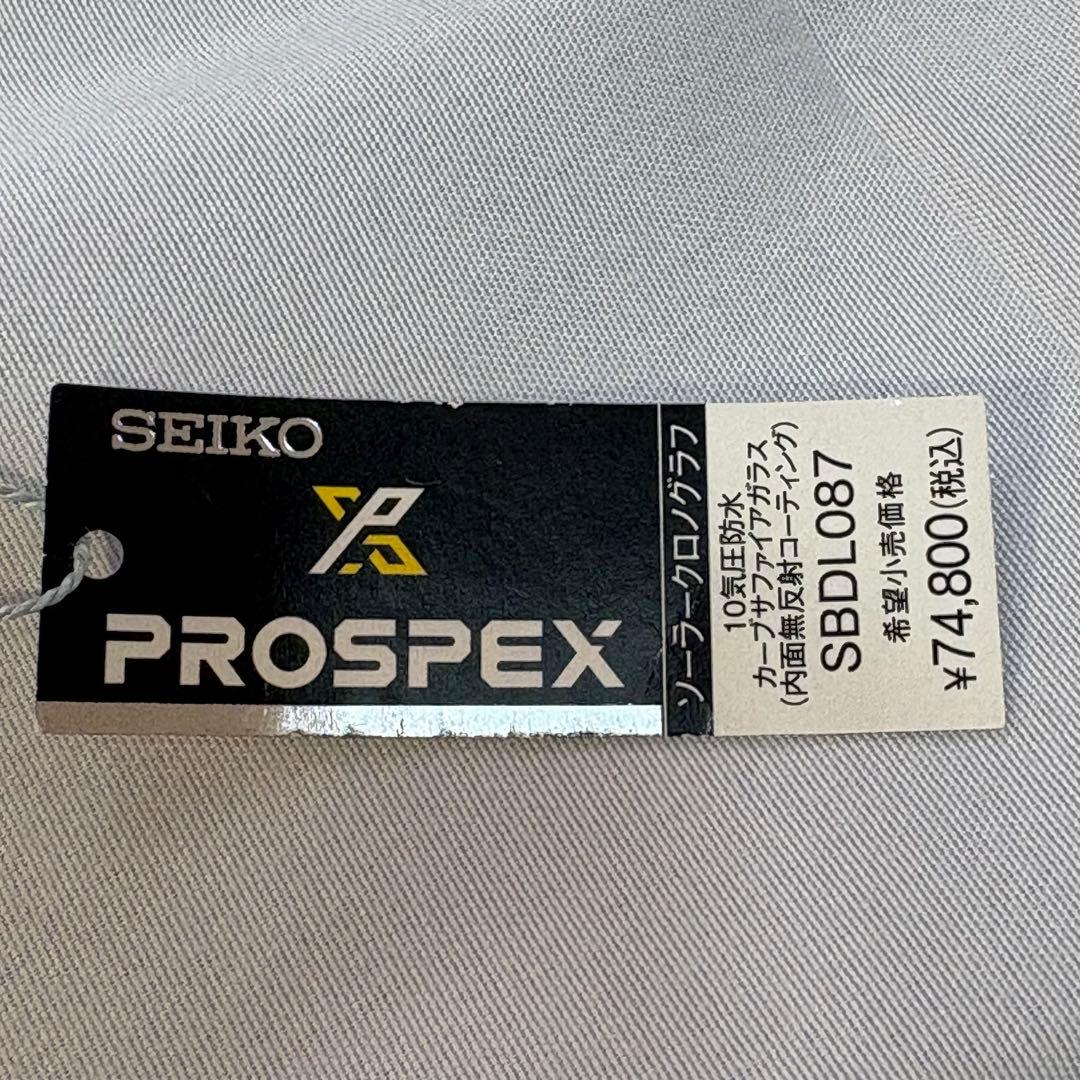 SEIKO
PROSPEX
ソーラークロノグラフ
10気圧防水
カーブサファイアガラス
(内面無反射コーティング)
SBDL087
希望小売価格
¥74,800(税込)